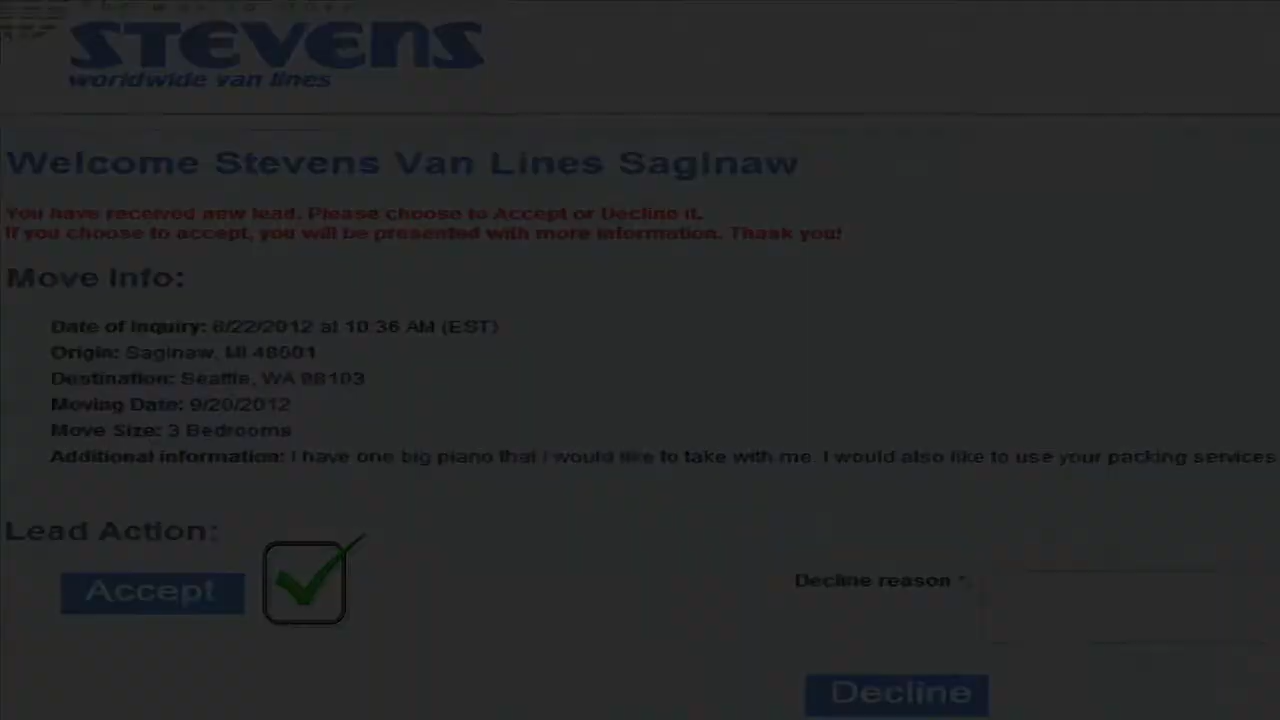 STEVENS
worldwide van lines
Welcome Stevens Van Lines Saginaw
You have received new lead. Please choose to Accept or Decline it.
If you choose to accept, you will be presented with more information. Thank you!
Move Info:
Date of Inquiry: 8/22/2012 at 10:36 AM (EST)
Origin: Saginaw, MI 48601
Destination: Seattle, WA 98103
Moving Date: 9/20/2012
Move Size: 3 Bedrooms
Additional information: I have one big piano that I would like to take with me. I would also like to use your packing services.
Lead Action:
Accept
Decline reason *:
Decline